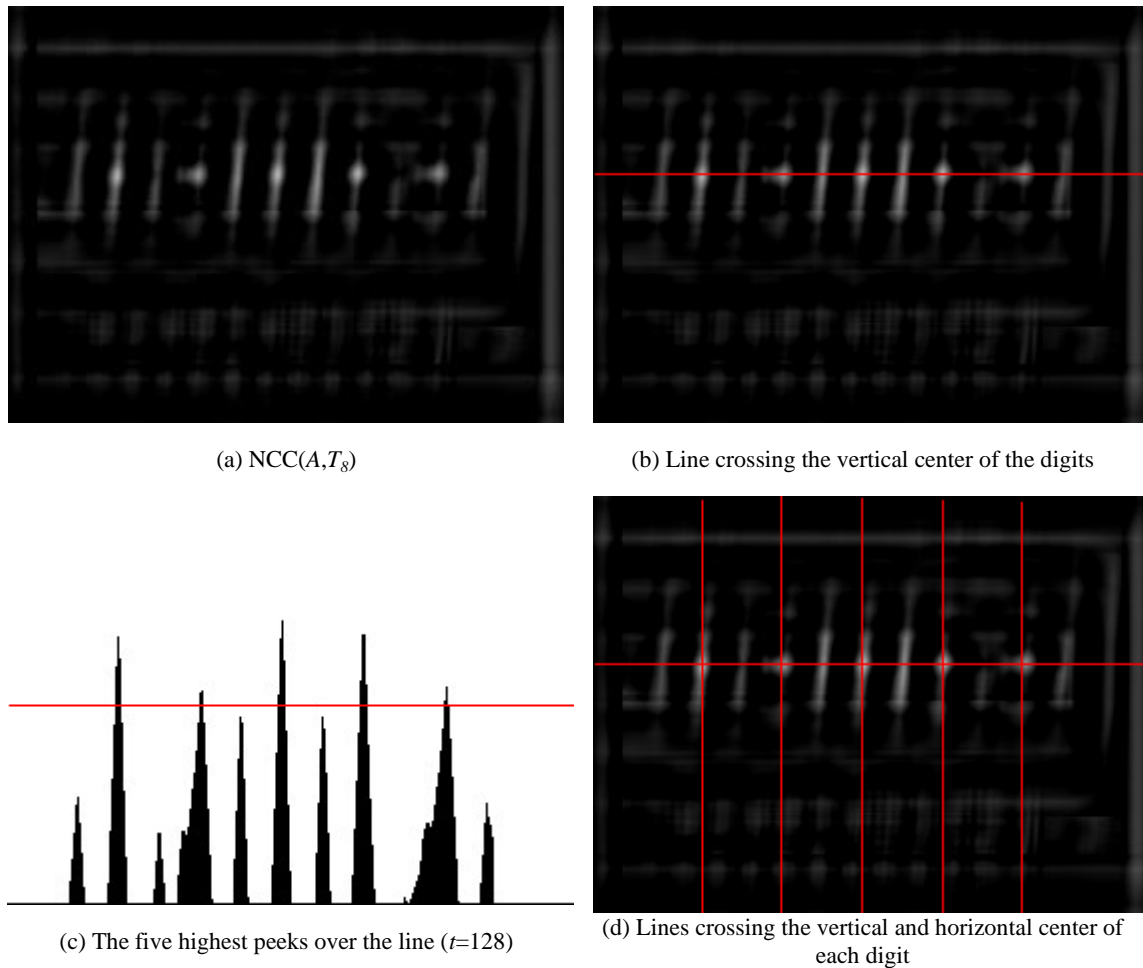 (a) NCC(A,T8)
(b) Line crossing the vertical center of the digits
(c) The five highest peeks over the line (t=128)
(d) Lines crossing the vertical and horizontal center of
each digit